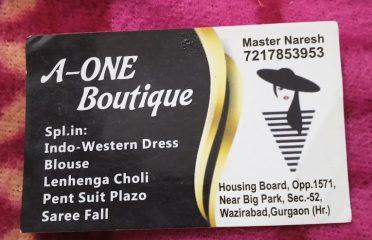 A-ONE
Boutique
Spl.in:
Indo-Western Dress
Blouse
Lenhenga Choli
Pent Suit Plazo
Saree Fall
Master Naresh
7217853953
Housing Board, Opp.1571,
Near Big Park, Sec.-52,
Wazirabad,Gurgaon (Hr.)